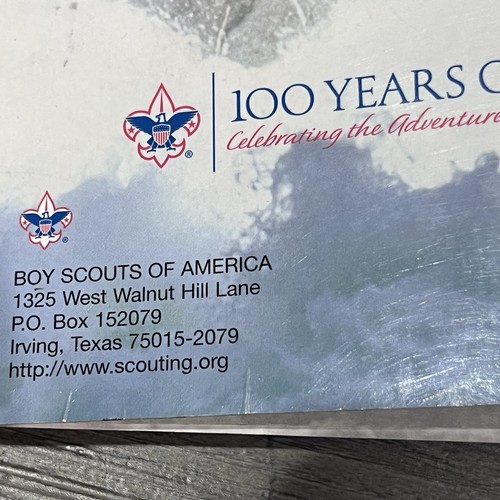 100 YEARS
Celebrating the Adventure
®
®
BOY SCOUTS OF AMERICA
1325 West Walnut Hill Lane
P.O. Box 152079
Irving, Texas 75015-2079
http://www.scouting.org